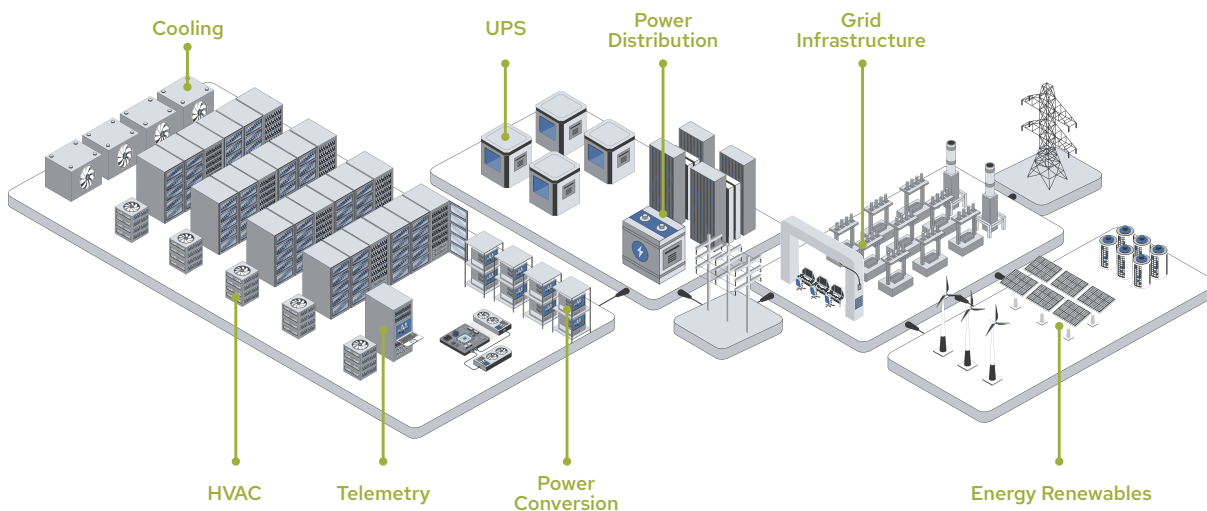 Cooling
UPS
Power
Distribution
Grid
Infrastructure
HVAC
Telemetry
Power
Conversion
Energy Renewables